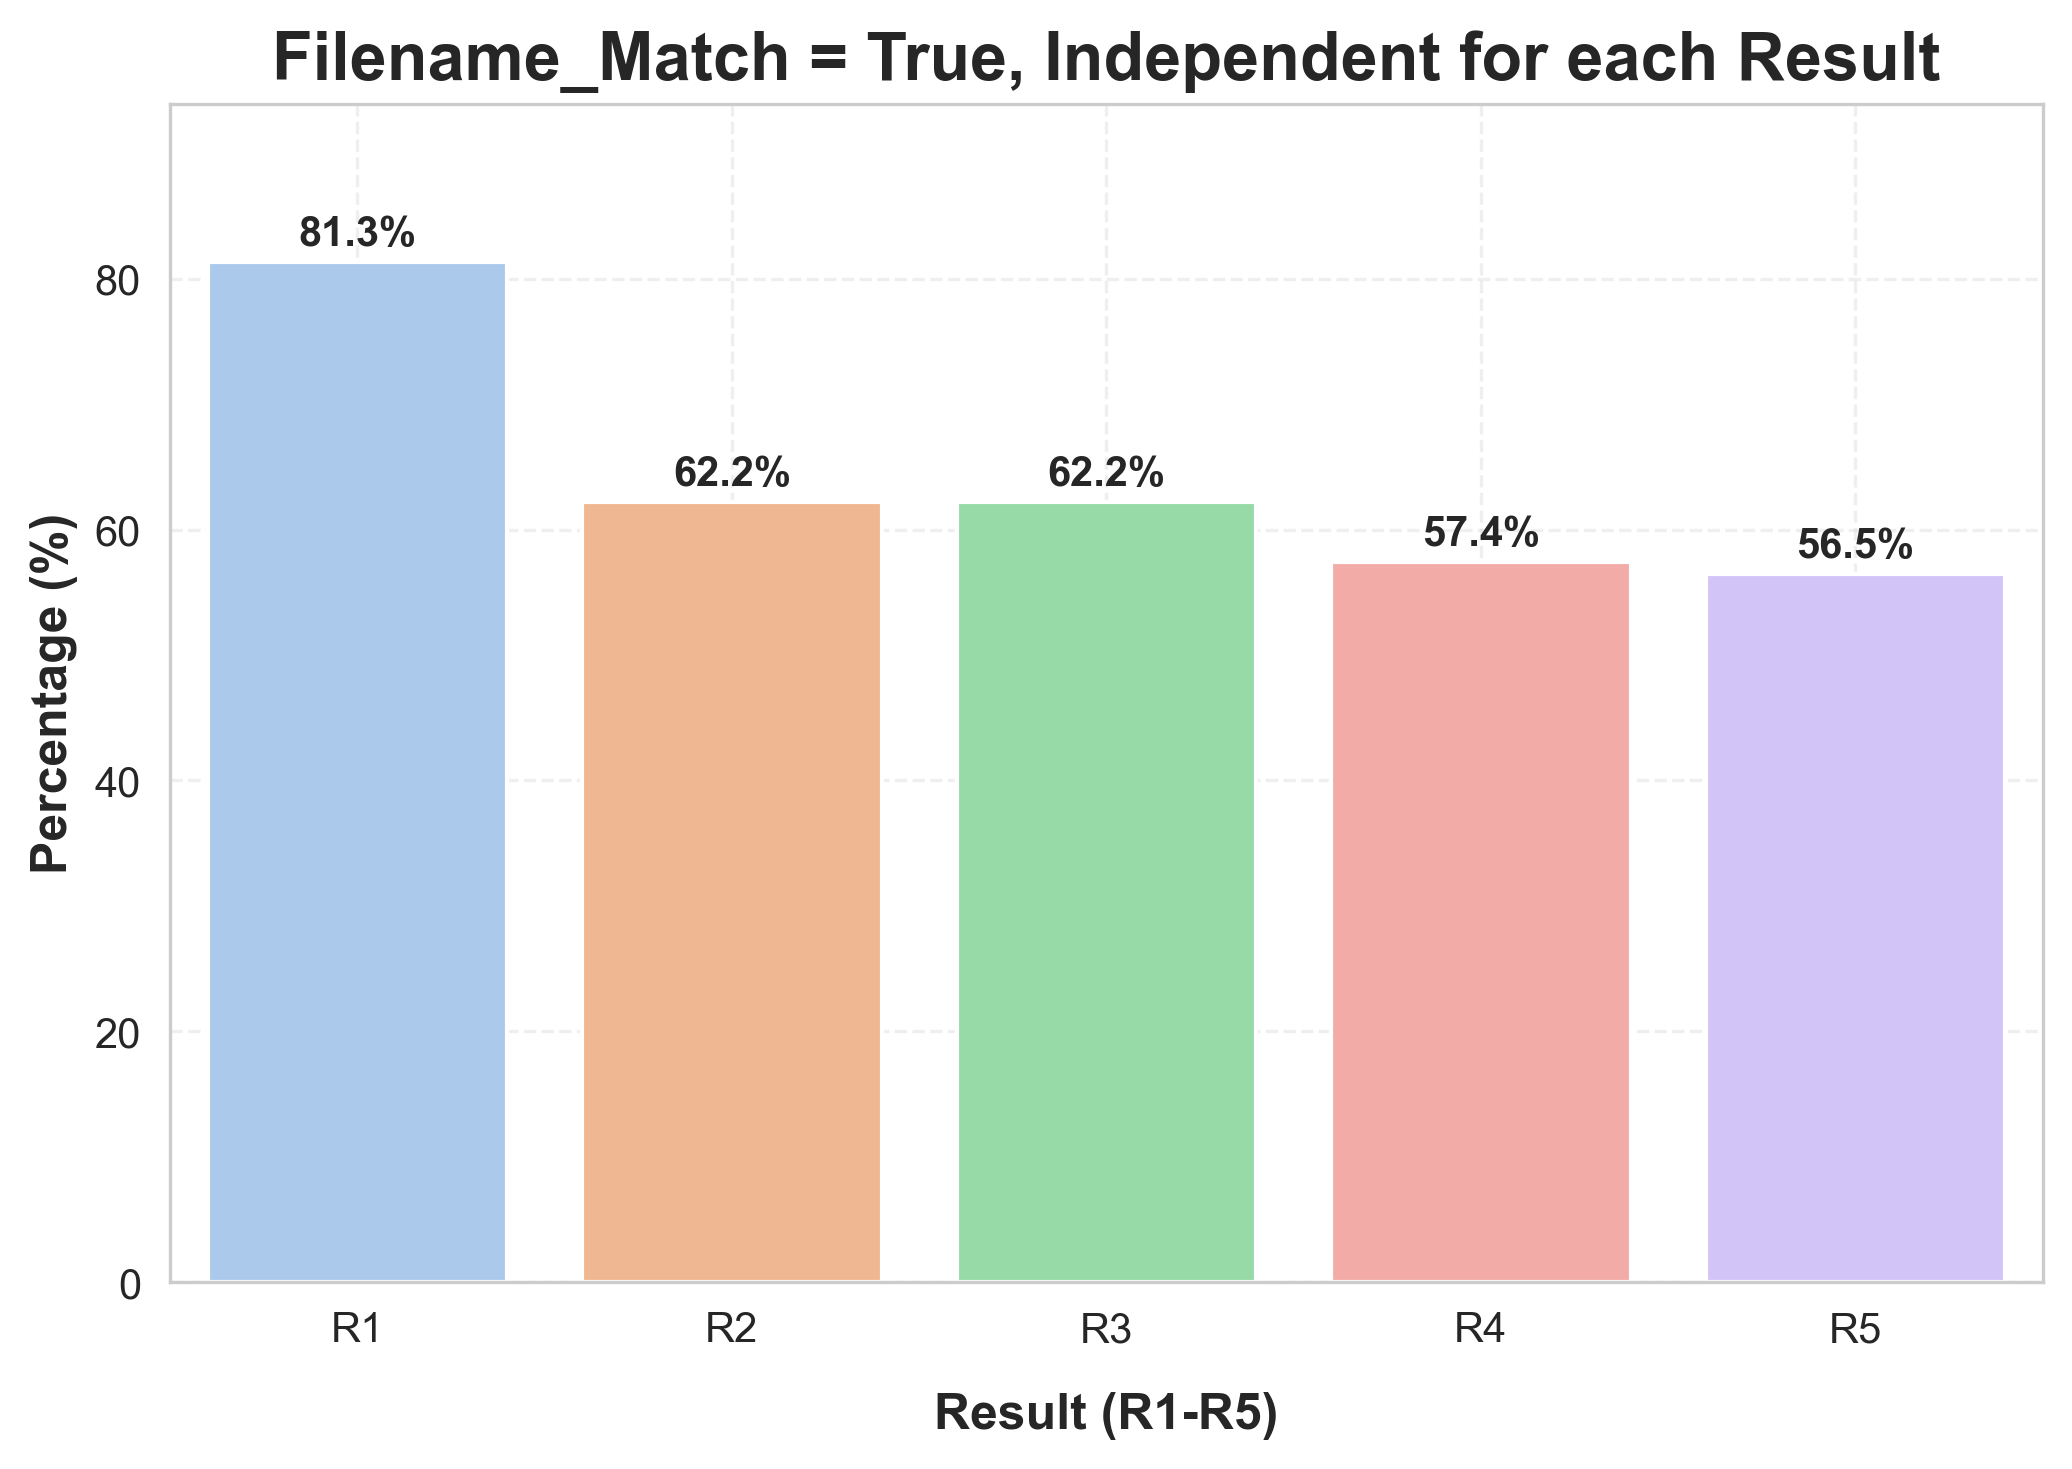 Filename_Match = True, Independent for each Result
81.3%
62.2%
62.2%
57.4%
56.5%
80
60
40
20
0
Percentage (%)
R1
R2
R3
R4
R5
Result (R1-R5)